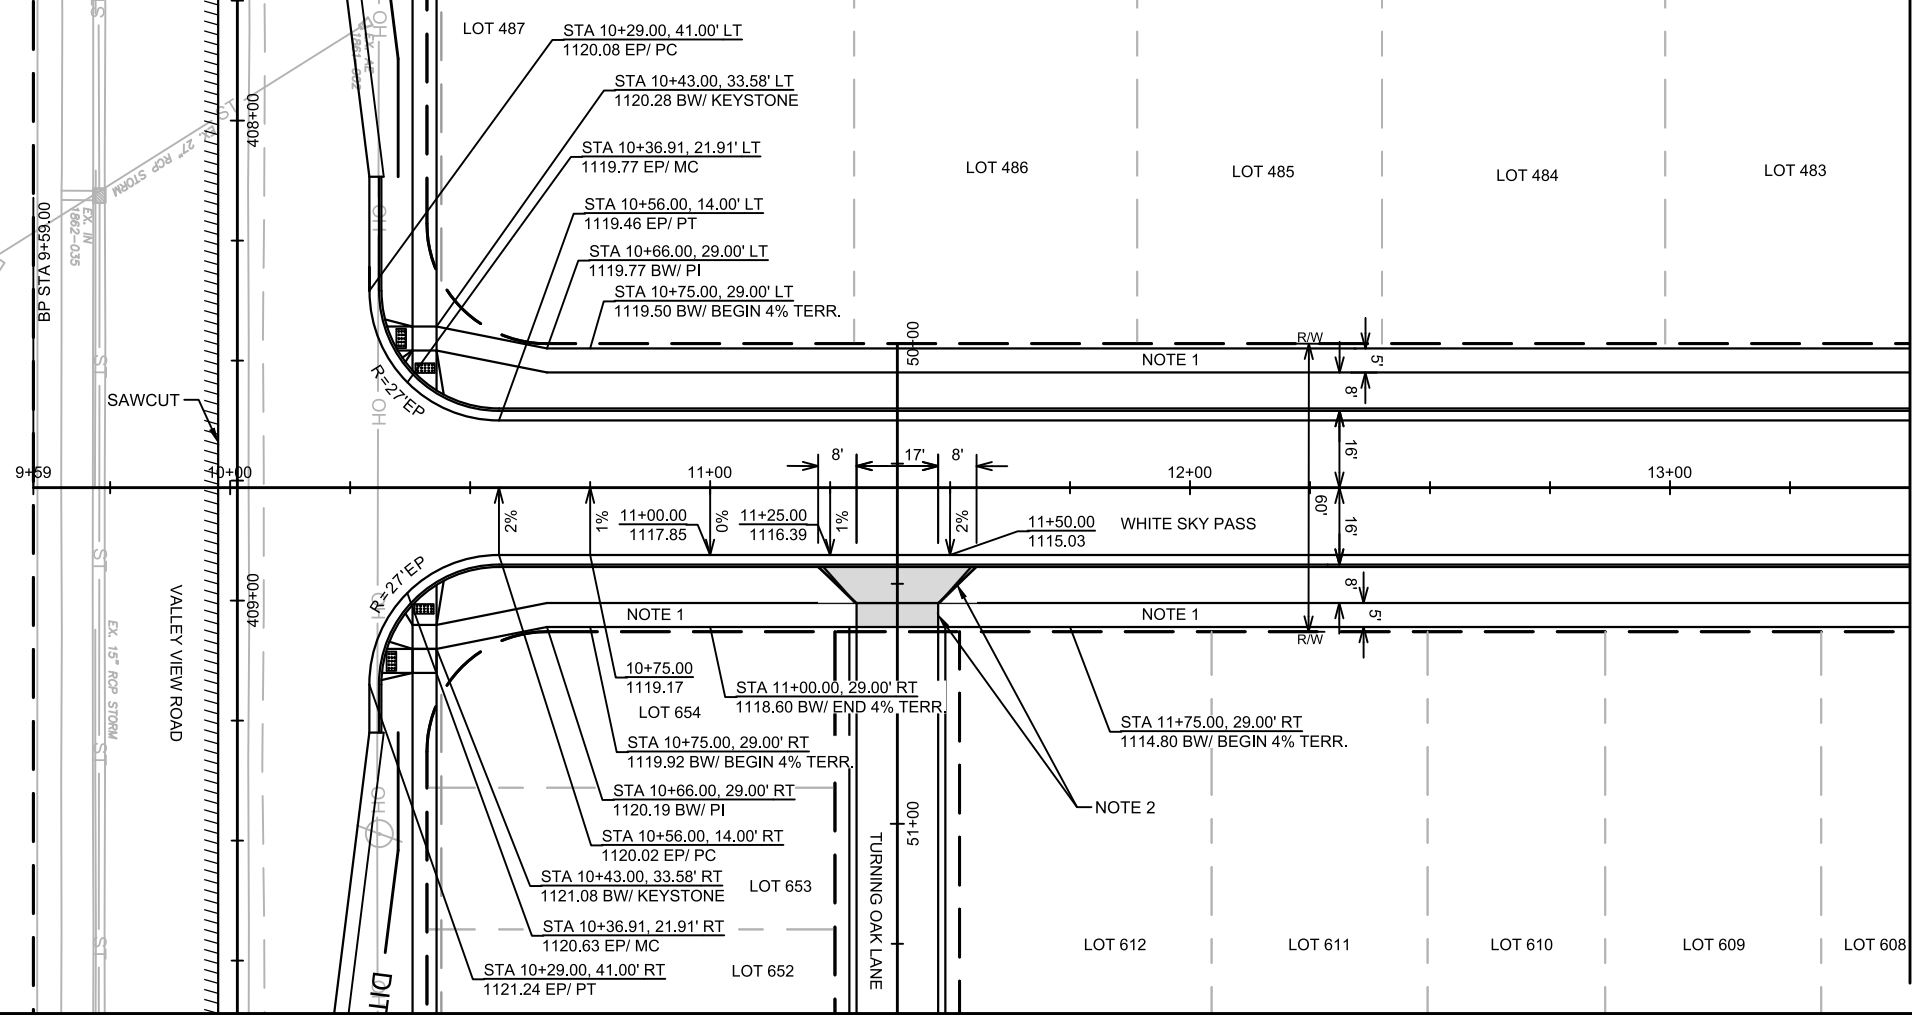 LOT 487
STA 10+29.00, 41.00' LT
1120.08 EP/ PC
STA 10+43.00, 33.58' LT
1120.28 BW/ KEYSTONE
STA 10+36.91, 21.91' LT
1119.77 EP/ MC
STA 10+56.00, 14.00' LT
1119.46 EP/ PT
STA 10+66.00, 29.00' LT
1119.77 BW/ PI
STA 10+75.00, 29.00' LT
1119.50 BW/ BEGIN 4% TERR.
LOT 486
LOT 485
LOT 484
LOT 483
408+00
27" RCP STORM
EX. IN
1862-035
BP STA 9+59.00
ST
ST
ST
ST
ST
ST
OH
OH
OH
OH
OH
SAWCUT
R=27'EP
50+00
R/W
NOTE 1
5'
8'
16'
9+59
10+00
11+00
8'
17'
8'
12+00
13+00
2%
1%
11+00.00
1117.85
0%
11+25.00
1116.39
1%
2%
11+50.00
1115.03
WHITE SKY PASS
60'
16'
8'
5'
R=27'EP
409+00
VALLEY VIEW ROAD
EX. 15" RCP STORM
NOTE 1
NOTE 1
R/W
10+75.00
1119.17
STA 11+00.00, 29.00' RT
1118.60 BW/ END 4% TERR.
LOT 654
STA 10+75.00, 29.00' RT
1119.92 BW/ BEGIN 4% TERR.
STA 11+75.00, 29.00' RT
1114.80 BW/ BEGIN 4% TERR.
STA 10+66.00, 29.00' RT
1120.19 BW/ PI
NOTE 2
STA 10+56.00, 14.00' RT
1120.02 EP/ PC
51+00
TURNING OAK LANE
STA 10+43.00, 33.58' RT
1121.08 BW/ KEYSTONE
LOT 653
STA 10+36.91, 21.91' RT
1120.63 EP/ MC
LOT 652
STA 10+29.00, 41.00' RT
1121.24 EP/ PT
LOT 612
LOT 611
LOT 610
LOT 609
LOT 608
DIT